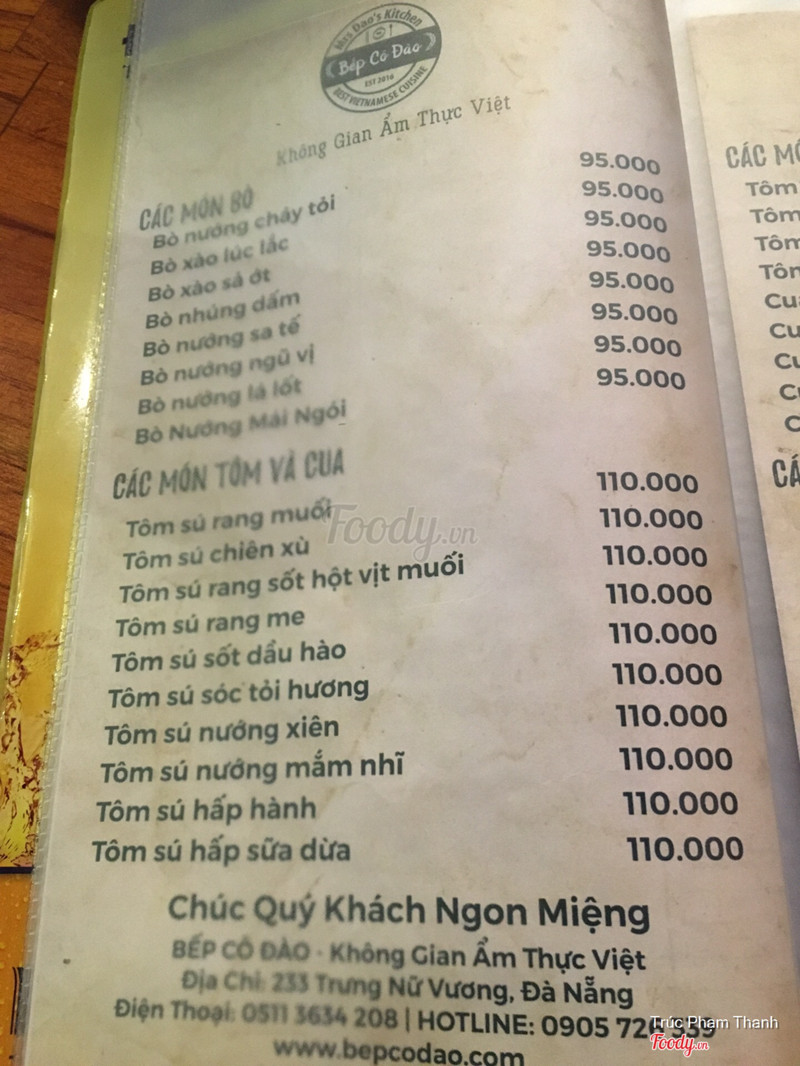 Mrs Dao's Kitchen
Bếp Cô Đào
EST 2016
BEST VIETNAMESE CUISINE
Không Gian Ẩm Thực Việt
CÁC MÓN BÒ
Bò nướng cháy tỏi 95.000
Bò xào lúc lắc 95.000
Bò xào sả ớt 95.000
Bò nhúng dấm 95.000
Bò nướng sa tế 95.000
Bò nướng ngũ vị 95.000
Bò nướng lá lốt 95.000
Bò Nướng Mái Ngói 95.000
CÁC MÓN TÔM VÀ CUA
Tôm sú rang muối 110.000
Tôm sú chiên xù 110.000
Tôm sú rang sốt hột vịt muối 110.000
Tôm sú rang me 110.000
Tôm sú sốt dầu hào 110.000
Tôm sú sóc tỏi hương 110.000
Tôm sú nướng xiên 110.000
Tôm sú nướng mắm nhĩ 110.000
Tôm sú hấp hành 110.000
Tôm sú hấp sữa dừa 110.000
Chúc Quý Khách Ngon Miệng
BẾP CÔ ĐÀO - Không Gian Ẩm Thực Việt
Địa Chỉ: 233 Trưng Nữ Vương, Đà Nẵng
Điện Thoại: 0511 3634 208 | HOTLINE: 0905 726 559
www.bepcodao.com
CÁC
Tôm
Tôm
Tôm
Tôm
Foody.vn
Trúc Phạm Thanh
Foody.vn